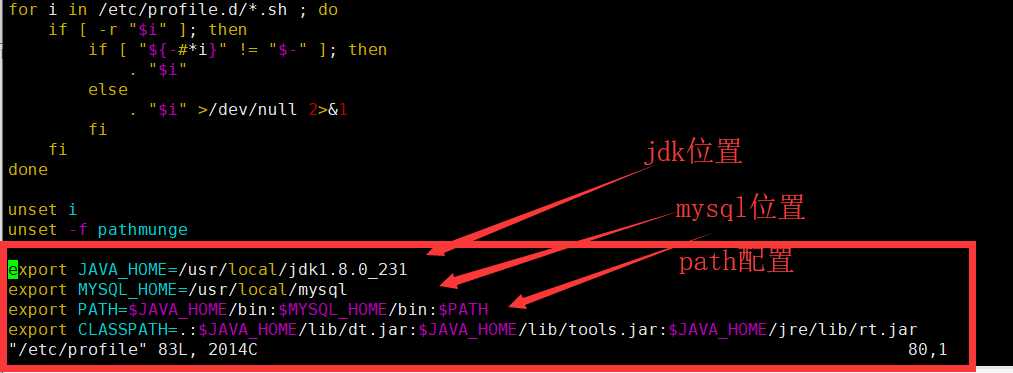 for i in /etc/profile.d/*.sh ; do
    if [ -r "$i" ]; then
        if [ "${-#*i}" != "$-" ]; then
            . "$i"
        else
            . "$i" >/dev/null 2>&1
        fi
    fi
done
jdk位置
unset i
mysql位置
unset -f pathmunge
path配置
export JAVA_HOME=/usr/local/jdk1.8.0_231
export MYSQL_HOME=/usr/local/mysql
export PATH=$JAVA_HOME/bin:$MYSQL_HOME/bin:$PATH
export CLASSPATH=.:$JAVA_HOME/lib/dt.jar:$JAVA_HOME/lib/tools.jar:$JAVA_HOME/jre/lib/rt.jar
"/etc/profile" 83L, 2014C 80,1